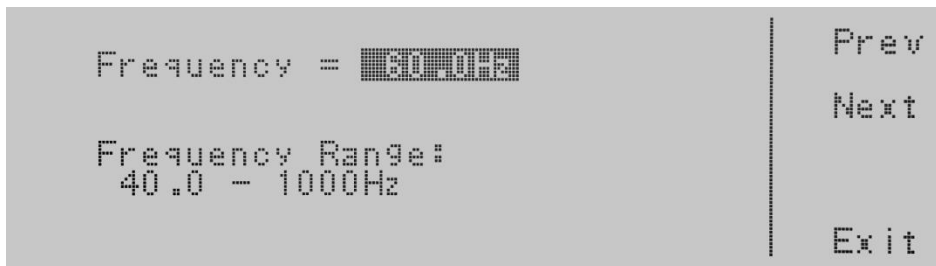 Frequency = 60.0Hz
Frequency Range:
40.0 - 1000Hz
Prev
Next
Exit